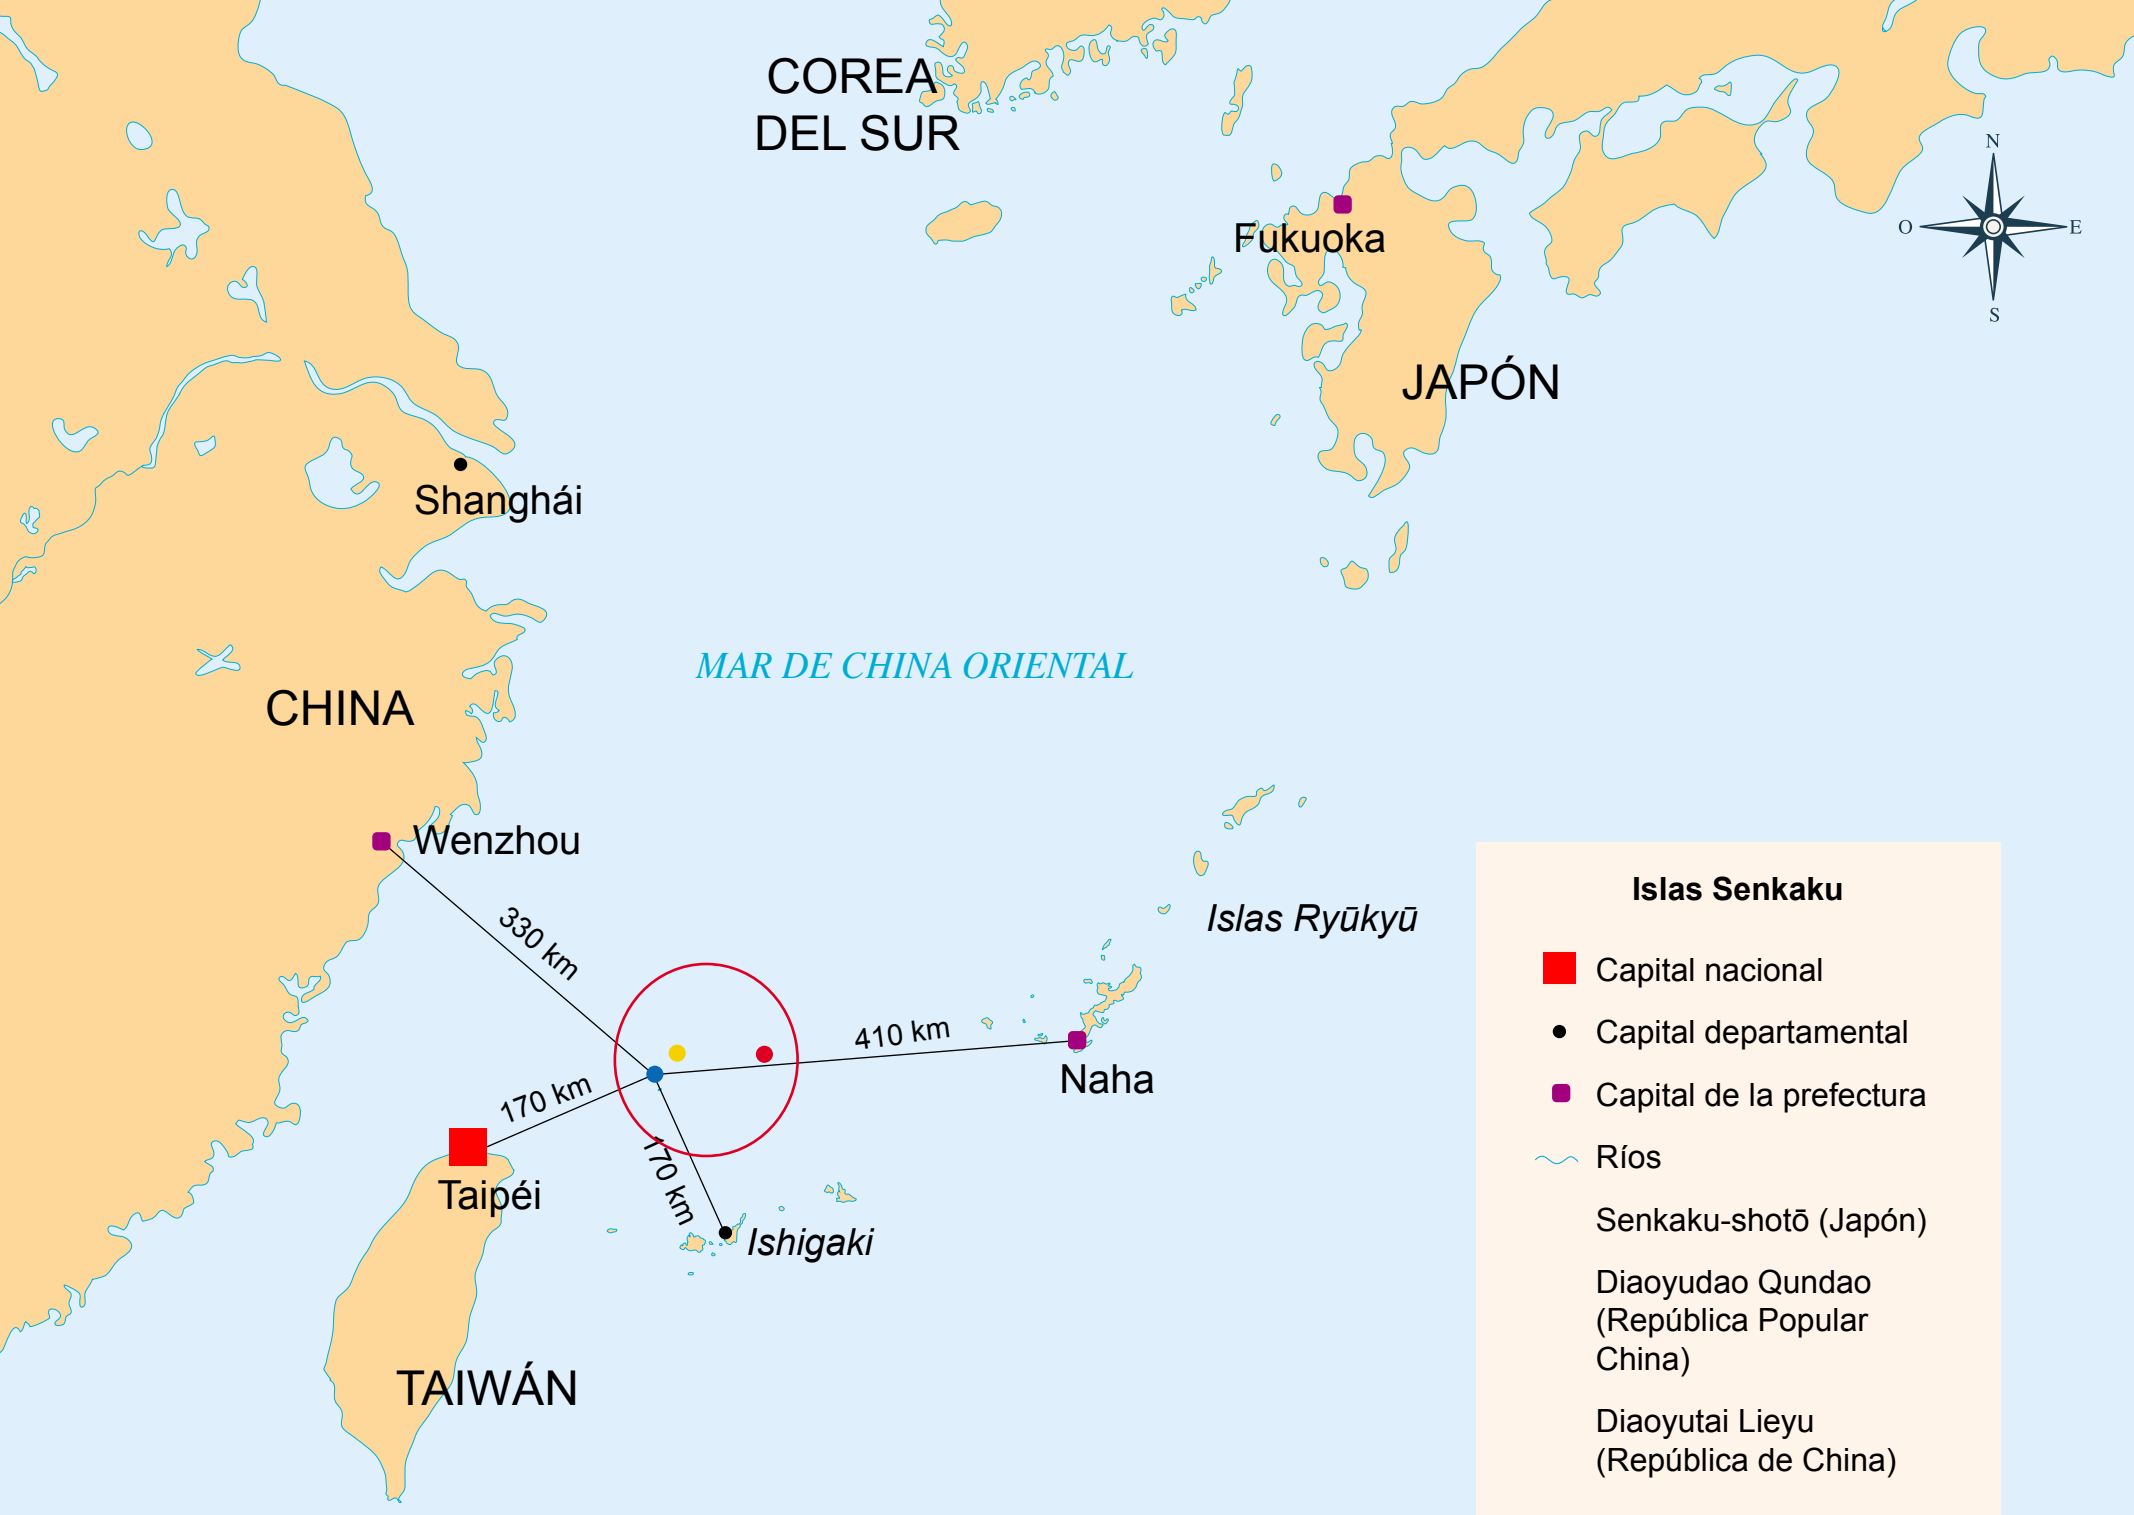 COREA
DEL SUR
N
O
E
S
Fukuoka
JAPÓN
Shanghái
MAR DE CHINA ORIENTAL
CHINA
Wenzhou
330 km
Islas Ryūkyū
410 km
Naha
170 km
170 km
Taipéi
Ishigaki
TAIWÁN
Islas Senkaku
Capital nacional
Capital departamental
Capital de la prefectura
Ríos
Senkaku-shotō (Japón)
Diaoyudao Qundao
(República Popular
China)
Diaoyutai Lieyu
(República de China)